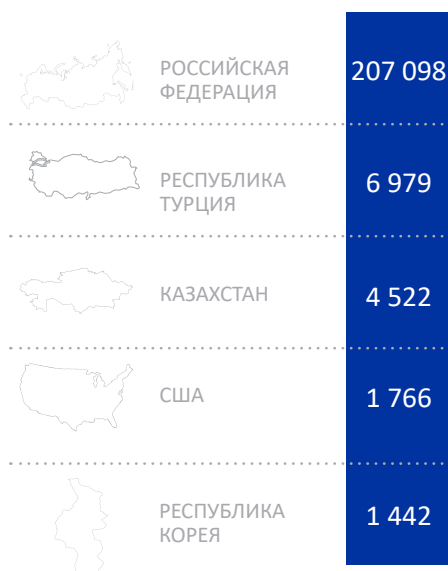 РОССИЙСКАЯ
ФЕДЕРАЦИЯ
207 098
РЕСПУБЛИКА
ТУРЦИЯ
6 979
КАЗАХСТАН
4 522
США
1 766
РЕСПУБЛИКА
КОРЕЯ
1 442